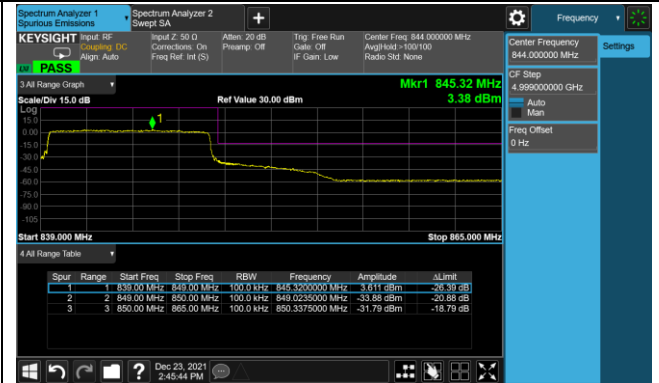 Spectrum Analyzer 1
Spurious Emissions
Spectrum Analyzer 2
Swept SA
Frequency
KEYSIGHT
Input: RF
Coupling: DC
Align: Auto
Input Z: 50 Ω
Corrections: On
Freq Ref: Int (S)
Atten: 20 dB
Preamp: Off
Trig: Free Run
Gate: Off
IF Gain: Low
Center Freq: 844.000000 MHz
Avg|Hold:>100/100
Radio Std: None
PASS
Center Frequency
844.000000 MHz
Settings
CF Step
4.999000000 GHz
Auto
Man
Freq Offset
0 Hz
3 All Range Graph
Mkr1 845.32 MHz
Scale/Div 15.0 dB
Ref Value 30.00 dBm
3.38 dBm
Log
15.0
0.00
-15.0
-30.0
-45.0
-60.0
-75.0
-90.0
-105
1
Start 839.000 MHz
Stop 865.000 MHz
4 All Range Table
Spur Range Start Freq Stop Freq RBW Frequency Amplitude ΔLimit
1 1 839.00 MHz 849.00 MHz 100.0 kHz 845.3200000 MHz 3.611 dBm -26.39 dB
2 2 849.00 MHz 850.00 MHz 100.0 kHz 849.0235000 MHz -33.88 dBm -20.88 dB
3 3 850.00 MHz 865.00 MHz 100.0 kHz 850.3375000 MHz -31.79 dBm -18.79 dB
?
Dec 23, 2021
2:45:44 PM